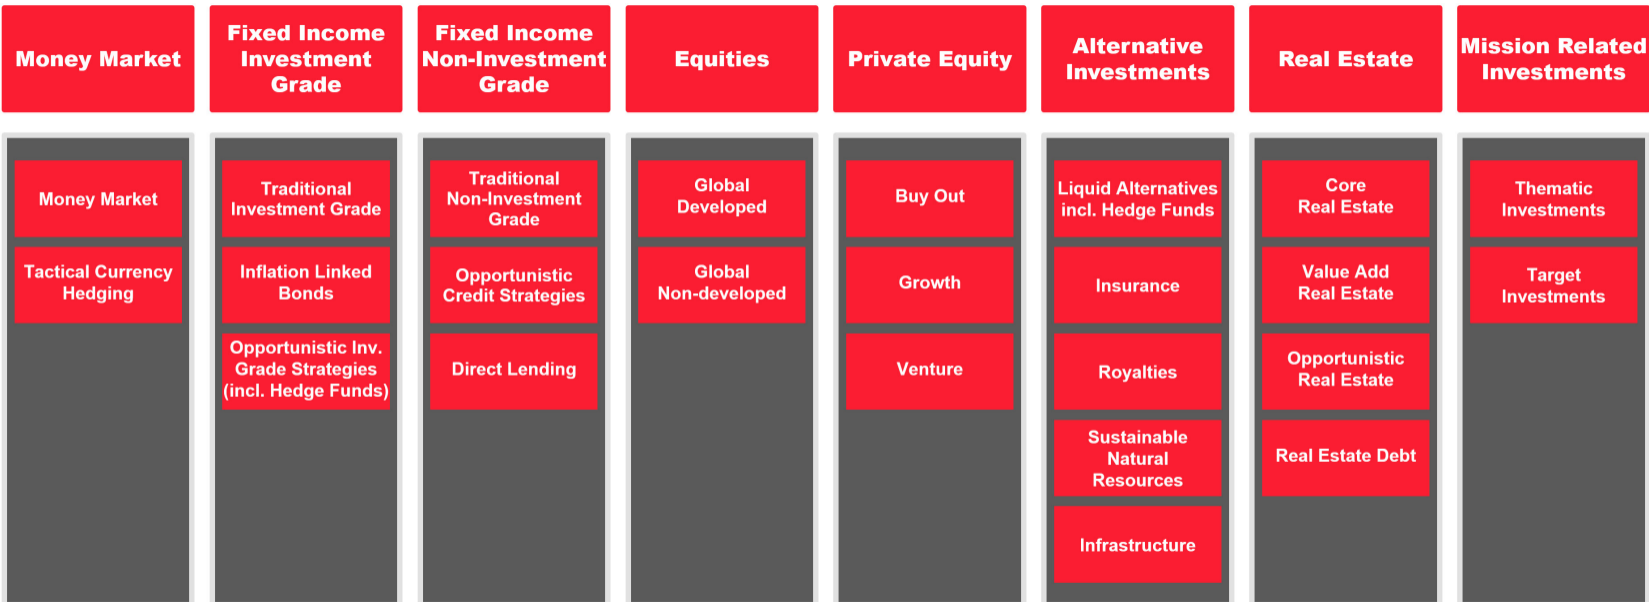 Money Market
Fixed Income
Investment
Grade
Fixed Income
Non-Investment
Grade
Equities
Private Equity
Alternative
Investments
Real Estate
Mission Related
Investments
Money Market
Tactical Currency
Hedging
Traditional
Investment Grade
Inflation Linked
Bonds
Opportunistic Inv.
Grade Strategies
(incl. Hedge Funds)
Traditional
Non-Investment
Grade
Opportunistic
Credit Strategies
Direct Lending
Global
Developed
Global
Non-developed
Buy Out
Growth
Venture
Liquid Alternatives
incl. Hedge Funds
Insurance
Royalties
Sustainable
Natural
Resources
Infrastructure
Core
Real Estate
Value Add
Real Estate
Opportunistic
Real Estate
Real Estate Debt
Thematic
Investments
Target
Investments